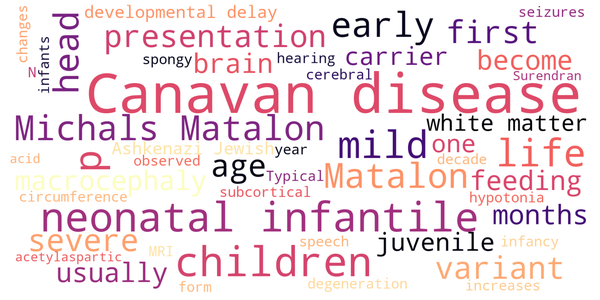 changes
developmental delay
seizures
presentation
early
first
head
infants
N
spongy
brain
hearing
cerebral
carrier
become
Surendran
Canavan disease
Michals Matalon
white matter
Ashkenazi Jewish
year
mild
one
life
acid
p
observed
age
Typical
decade
macrocephaly
subcortical
Matalon
feeding
circumference
hypotonia
neonatal infantile
months
severe
MRI
speech
juvenile
infancy
acetylaspartic
usually
children
variant
form
degeneration
increases